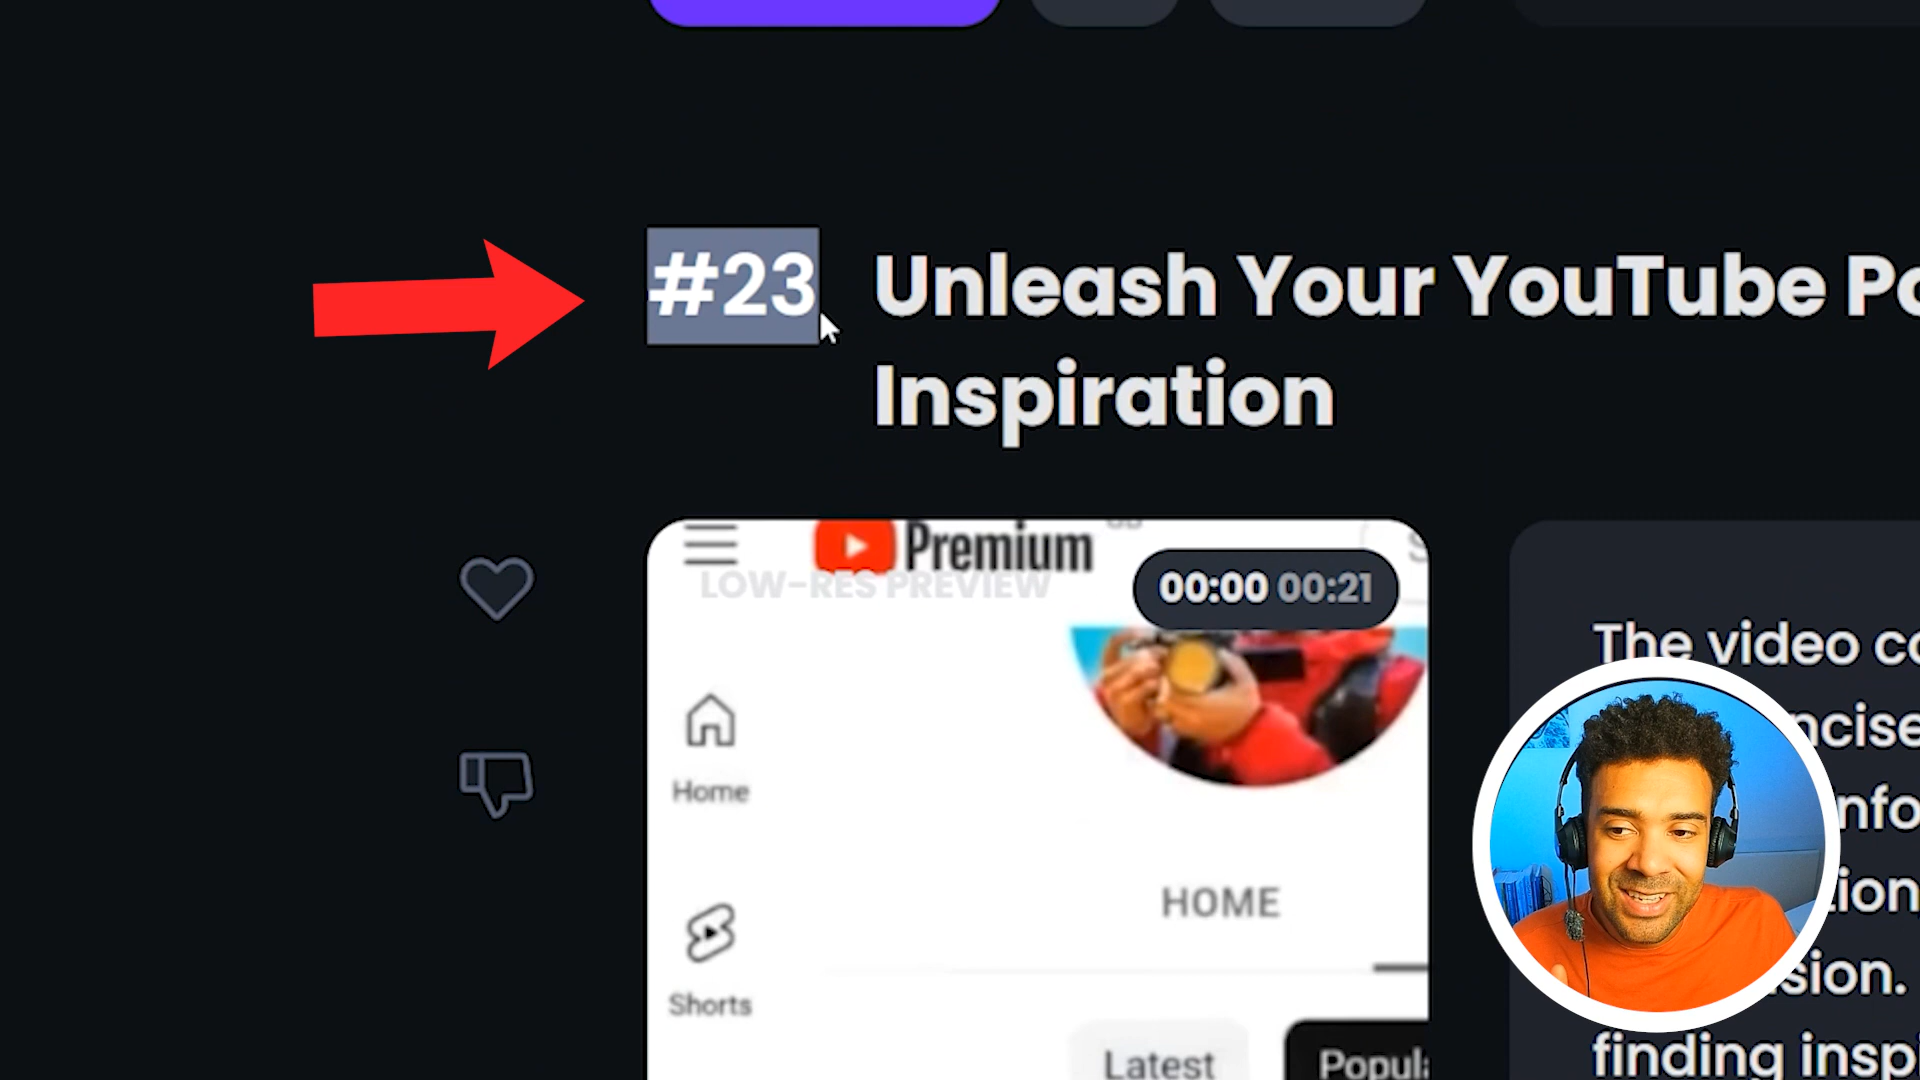 #23 Unleash Your YouTube
Inspiration
Premium
LOW-RES PREVIEW
00:00 00:21
Home
HOME
Shorts
Latest
The video
finding